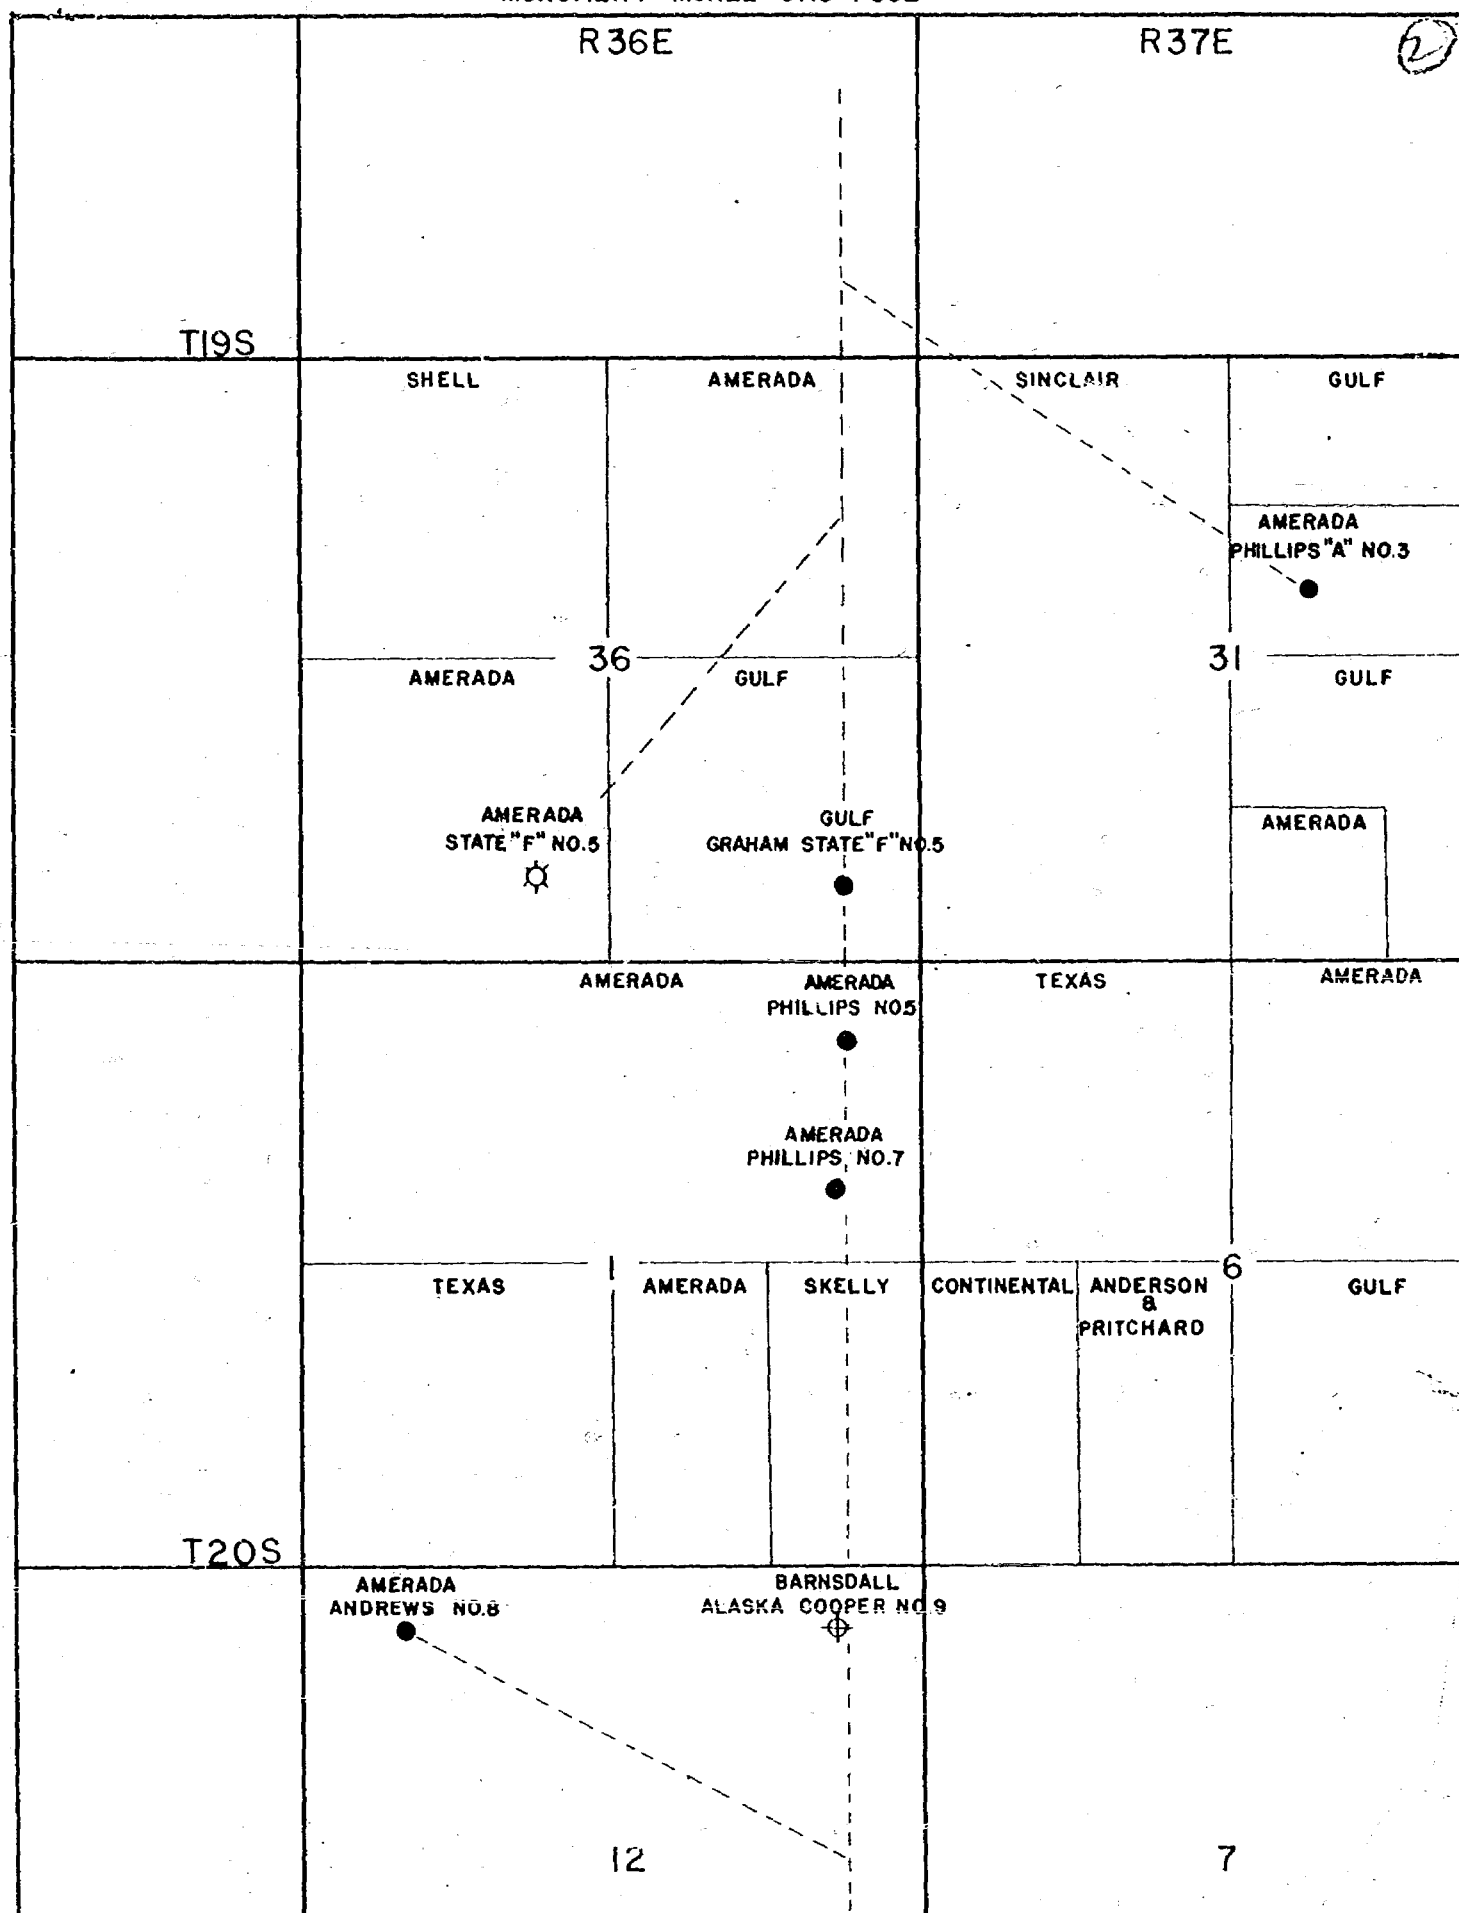 R36E
R37E
2
T19S
SHELL
AMERADA
SINCLAIR
GULF
AMERADA
PHILLIPS "A" NO.3
36
31
AMERADA
GULF
GULF
AMERADA
STATE "F" NO.5
GULF
GRAHAM STATE "F" NO.5
AMERADA
AMERADA
AMERADA
PHILLIPS NO5
TEXAS
AMERADA
AMERADA
PHILLIPS NO.7
1
6
TEXAS
AMERADA
SKELLY
CONTINENTAL
ANDERSON
&
PRITCHARD
GULF
T20S
AMERADA
ANDREWS NO.8
BARNSDALL
ALASKA COOPER NO.9
12
7